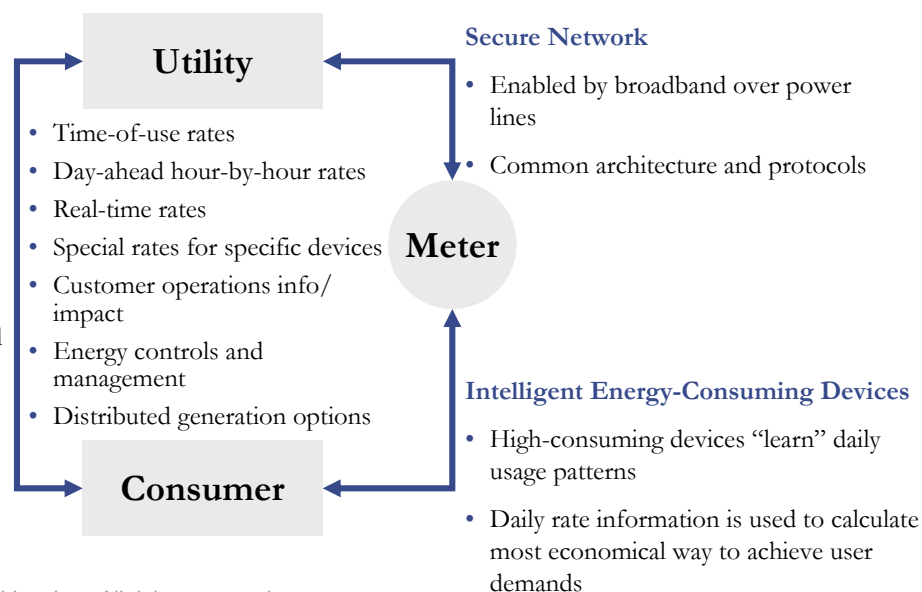 Utility
• Time-of-use rates
• Day-ahead hour-by-hour rates
• Real-time rates
• Special rates for specific devices
• Customer operations info/
impact
• Energy controls and
management
• Distributed generation options
Consumer
Meter
Secure Network
• Enabled by broadband over power
lines
• Common architecture and protocols
Intelligent Energy-Consuming Devices
• High-consuming devices “learn” daily
usage patterns
• Daily rate information is used to calculate
most economical way to achieve user
demands